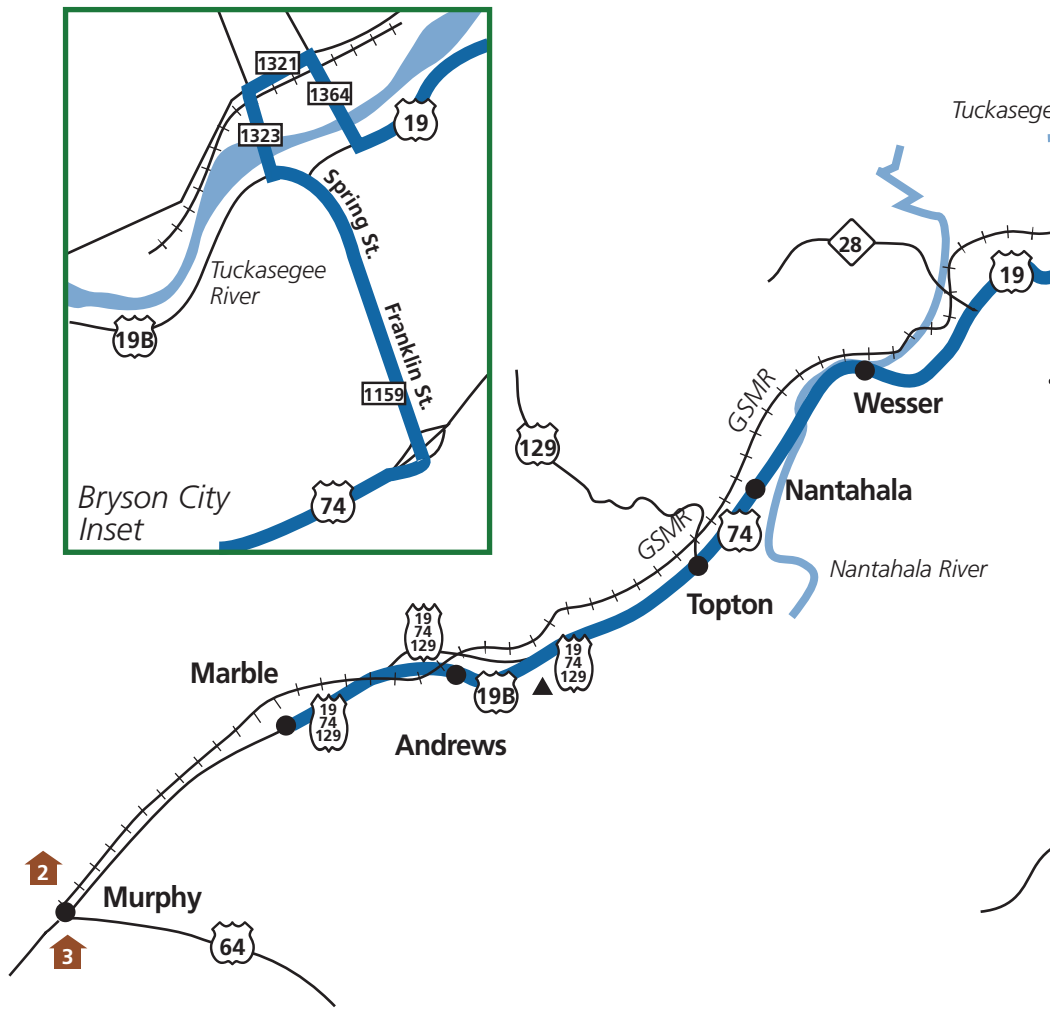 1321
1364
1323
19
Spring St.
Tuckasegee
River
19B
Franklin St.
1159
74
Bryson City
Inset
Tuckasege
28
19
GSMR
Wesser
129
Nantahala
74
GSMR
Nantahala River
Topton
19
74
129
19
74
129
Marble
19B
19
74
129
Andrews
2
Murphy
3
64